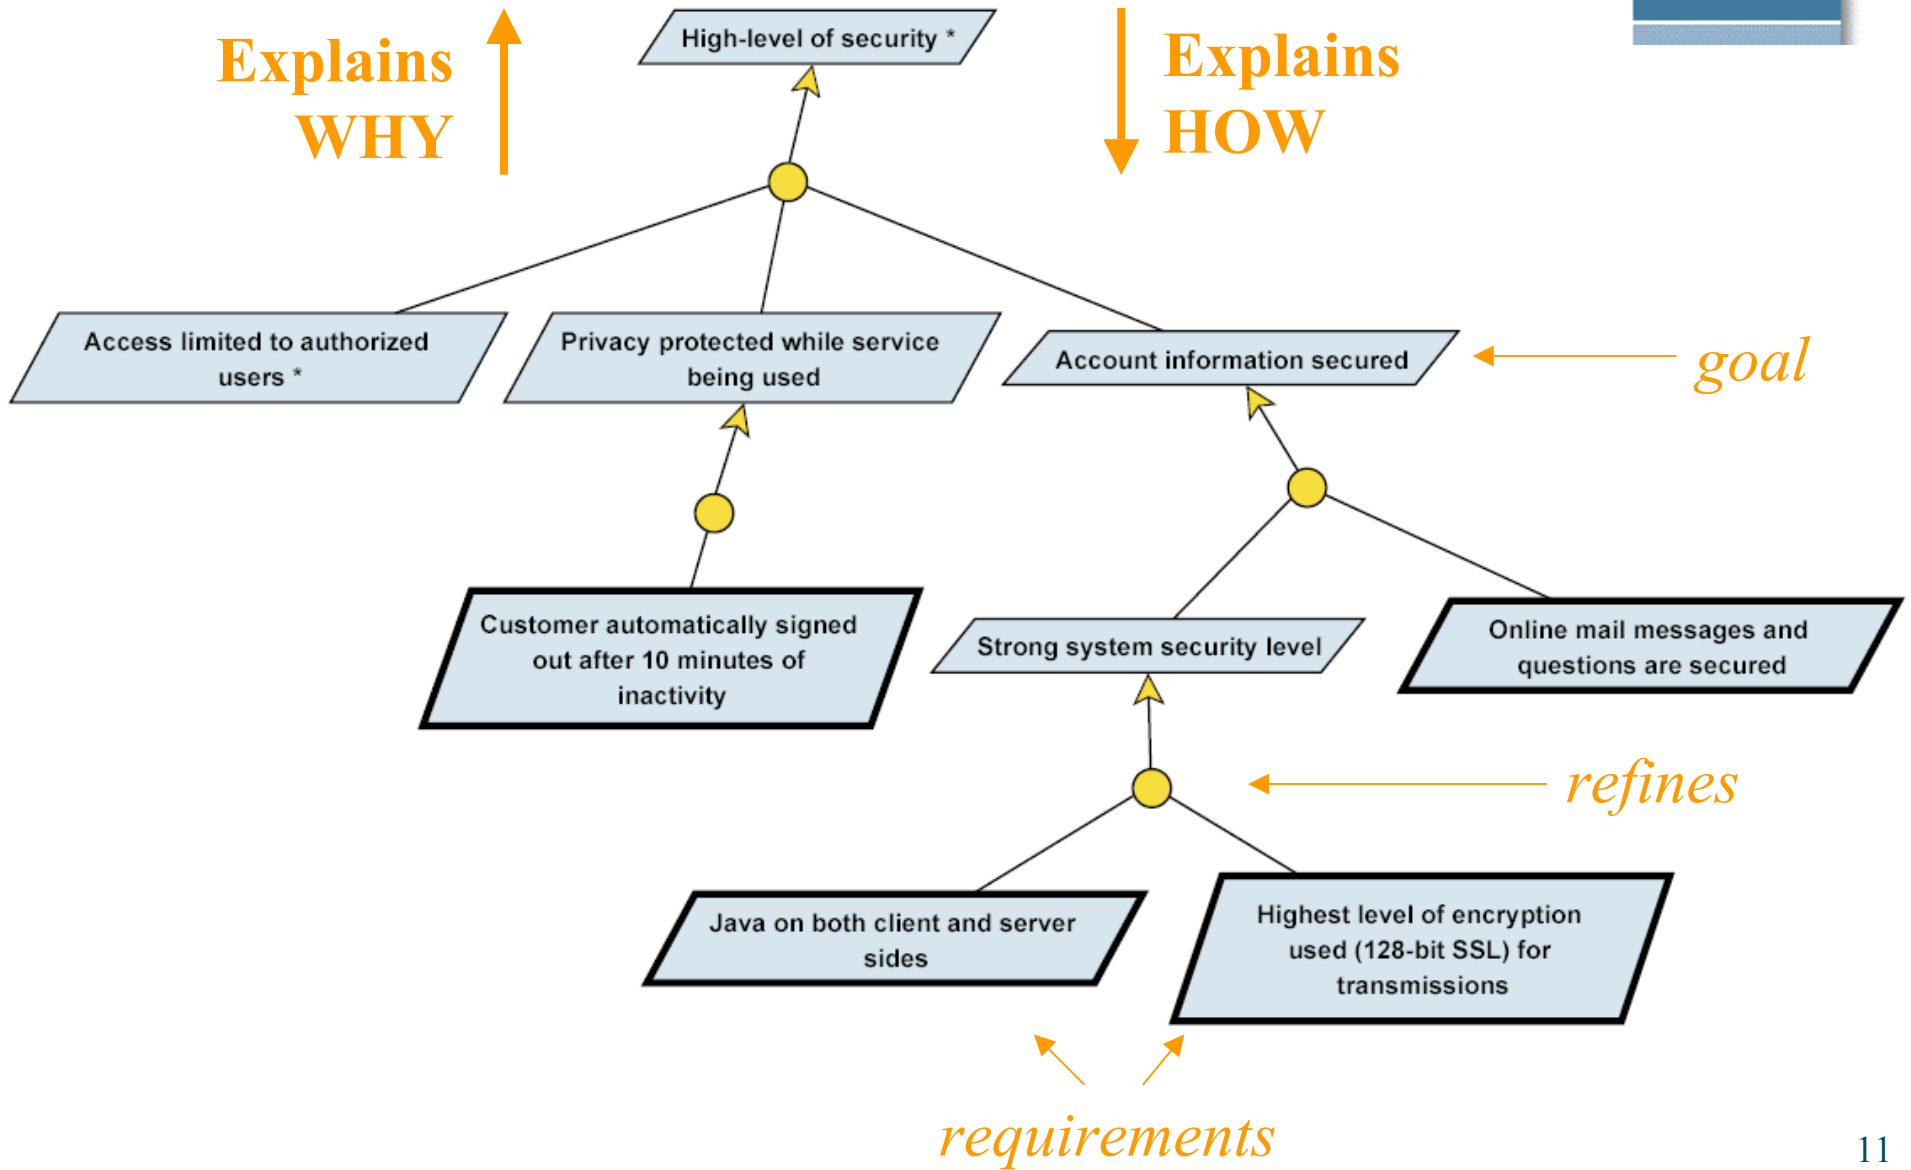 Explains
WHY
High-level of security *
Explains
HOW
Access limited to authorized
users *
Privacy protected while service
being used
Account information secured
goal
Customer automatically signed
out after 10 minutes of
inactivity
Strong system security level
Online mail messages and
questions are secured
refines
Java on both client and server
sides
Highest level of encryption
used (128-bit SSL) for
transmissions
requirements
11